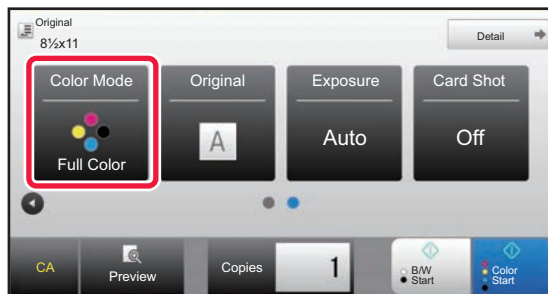 Original
8½x11
Detail
Color Mode
Full Color
Original
A
Exposure
Auto
Card Shot
Off
CA
Preview
Copies
1
B/W
Start
Color
Start